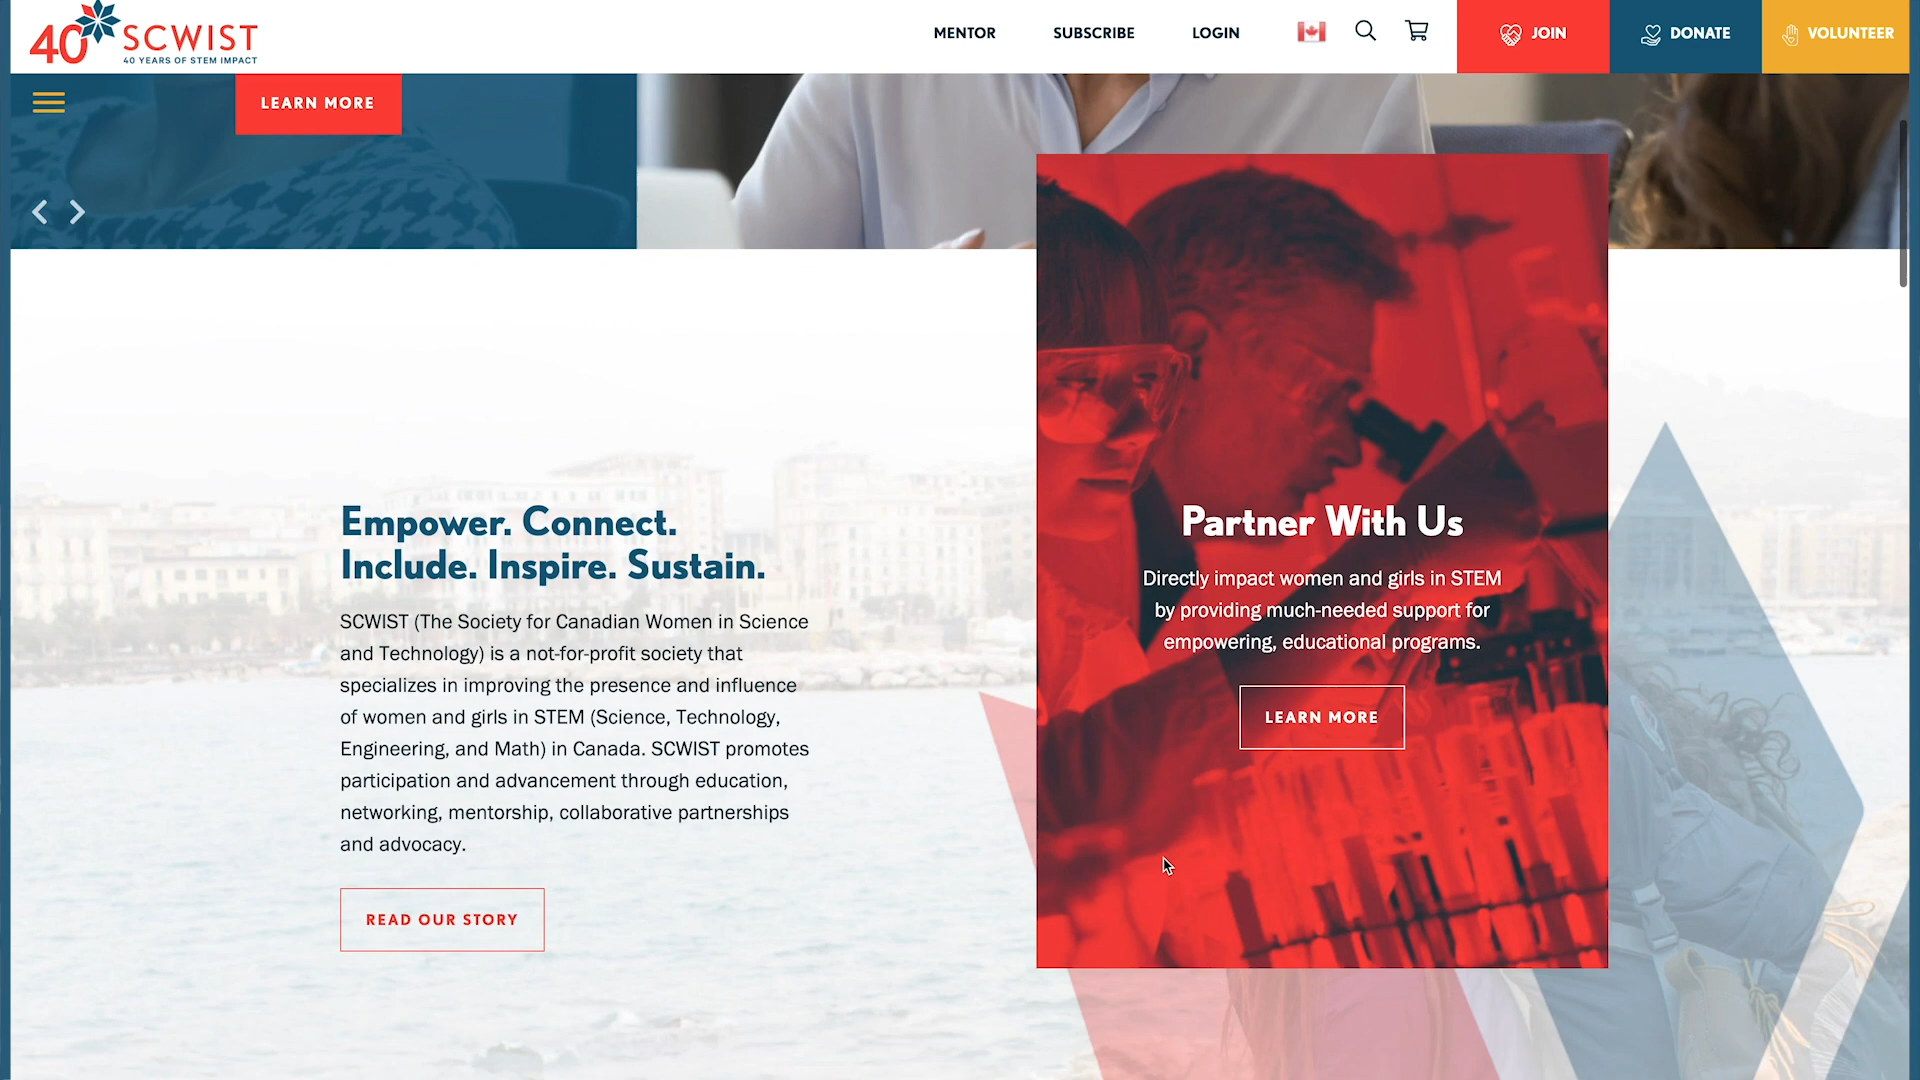 40 SCWIST
40 YEARS OF STEM IMPACT
MENTOR
SUBSCRIBE
LOGIN
JOIN
DONATE
VOLUNTEER
LEARN MORE
Empower. Connect.
Include. Inspire. Sustain.
SCWIST (The Society for Canadian Women in Science
and Technology) is a not-for-profit society that
specializes in improving the presence and influence
of women and girls in STEM (Science, Technology,
Engineering, and Math) in Canada. SCWIST promotes
participation and advancement through education,
networking, mentorship, collaborative partnerships
and advocacy.
READ OUR STORY
Partner With Us
Directly impact women and girls in STEM
by providing much-needed support for
empowering, educational programs.
LEARN MORE